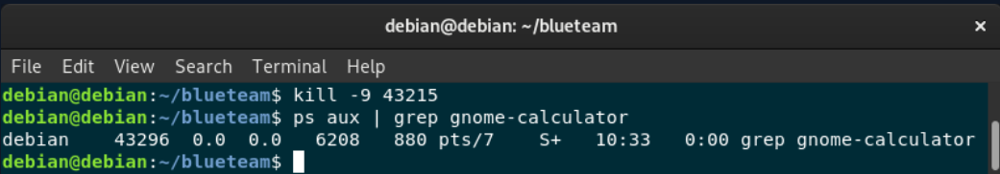 debian@debian: ~/blueteam ×
File Edit View Search Terminal Help
debian@debian:~/blueteam$ kill -9 43215
debian@debian:~/blueteam$ ps aux | grep gnome-calculator
debian    43296  0.0  0.0   6208   880 pts/7    S+   10:33   0:00 grep gnome-calculator
debian@debian:~/blueteam$